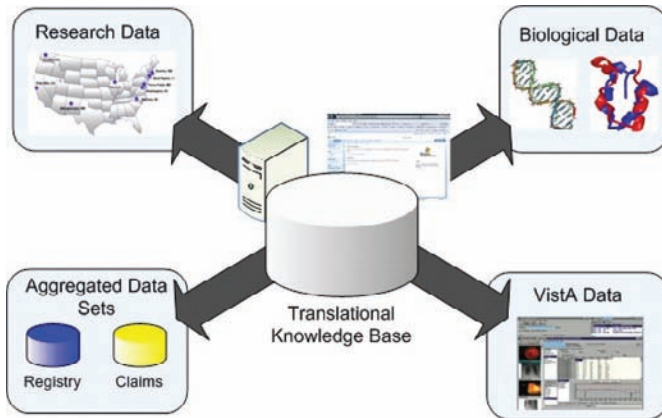 Research Data
Biological Data
Aggregated Data
Sets
Registry
Claims
Translational
Knowledge Base
VistA Data